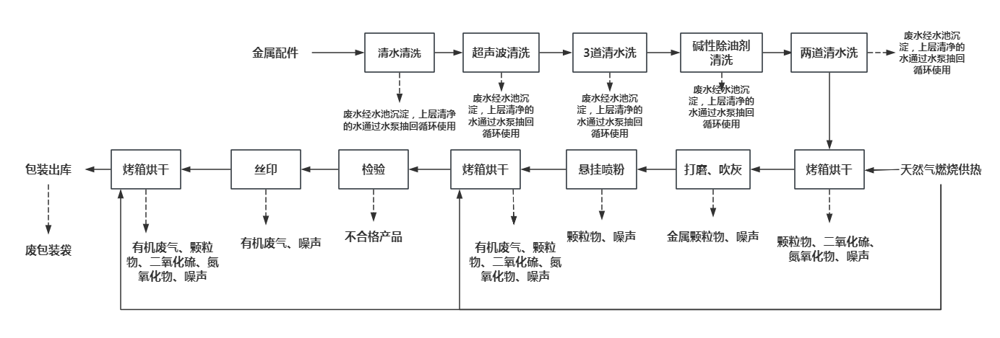 金属配件
清水清洗
超声波清洗
3道清水洗
碱性除油剂
清洗
两道清水洗
废水经水池沉
淀，上层清净的
水通过水泵抽回
循环使用
废水经水池沉淀，上层清净
的水通过水泵抽回循环使用
废水经水池沉
淀，上层清净的
水通过水泵抽回
循环使用
废水经水池沉
淀，上层清净的
水通过水泵抽回
循环使用
废水经水池沉
淀，上层清净的
水通过水泵抽回
循环使用
包装出库
烤箱烘干
丝印
检验
烤箱烘干
悬挂喷粉
打磨、吹灰
烤箱烘干
天然气燃烧供热
废包装袋
有机废气、颗粒
物、二氧化硫、氮
氧化物、噪声
有机废气、噪声
不合格产品
有机废气、颗粒
物、二氧化硫、氮
氧化物、噪声
颗粒物、噪声
金属颗粒物、噪声
颗粒物、二氧化硫、
氮氧化物、噪声